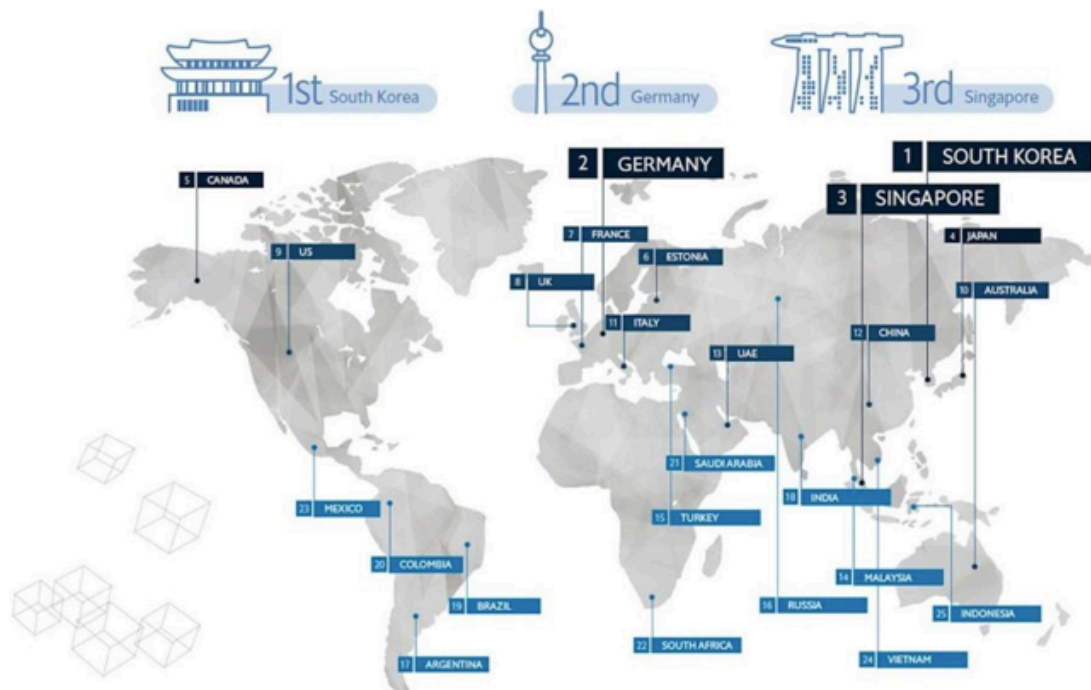 1st South Korea
2nd Germany
3rd Singapore
1 SOUTH KOREA
2 GERMANY
3 SINGAPORE
5 CANADA
7 FRANCE
4 JAPAN
9 US
6 ESTONIA
8 UK
10 AUSTRALIA
11 ITALY
12 CHINA
13 UAE
21 SAUDI ARABIA
18 INDIA
23 MEXICO
15 TURKEY
20 COLOMBIA
14 MALAYSIA
19 BRAZIL
16 RUSSIA
25 INDONESIA
22 SOUTH AFRICA
24 VIETNAM
17 ARGENTINA